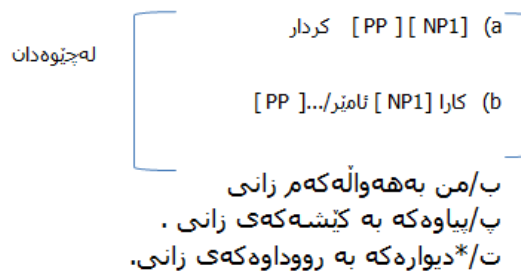 a) [NP1 ] [ PP ] کردار
لەچێوەدان
b) کارا [NP1 ] ئامێر/...[ PP ]
ب/من بەهەواڵەکەم زانی
پ/پیاوەکە بە کێشەکەی زانی .
ت/*دیوارەکە بە رووداوەکەی زانی.